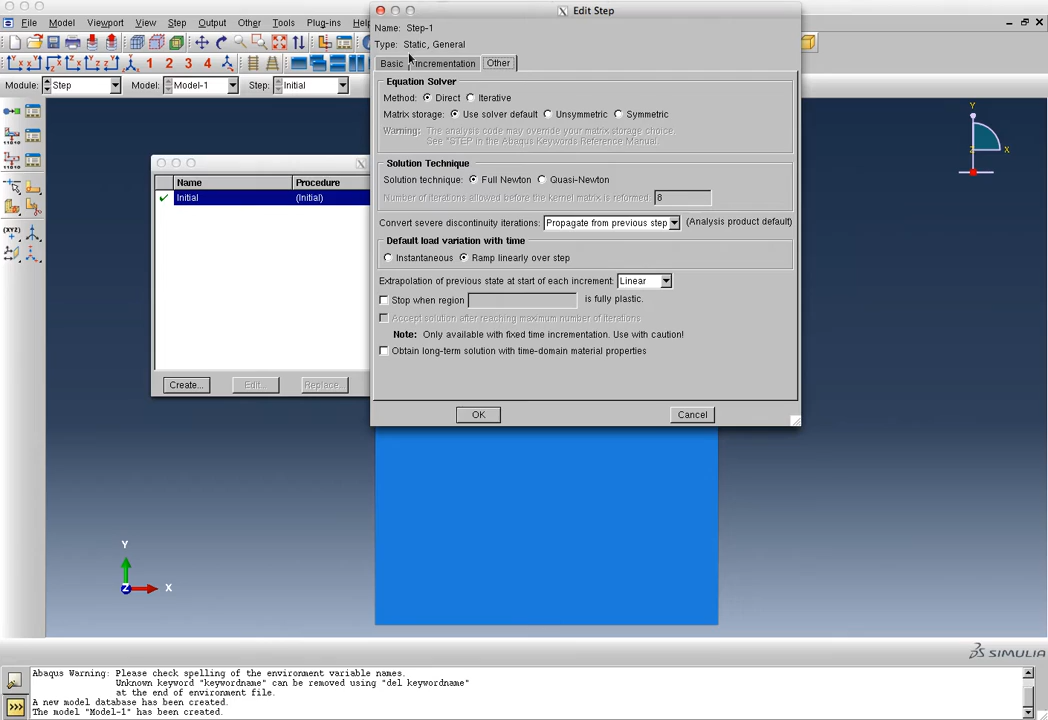 Edit Step
Name: Step-1
Type: Static, General
File Model Viewport View Step Output Other Tools Plug-ins
Basic Incrementation Other
1 2 3 4
Module: Step Model: Model-1 Step: Initial
Equation Solver
Method: Direct Iterative
Matrix storage: Use solver default Unsymmetric Symmetric
Warning: The analysis code may override your matrix storage choice.
See *STEP in the Abaqus Keywords Reference Manual.
Solution Technique
Solution technique: Full Newton Quasi-Newton
Number of iterations allowed before the kernel matrix is reformed: 8
Convert severe discontinuity iterations: Propagate from previous step (Analysis product default)
Default load variation with time
Instantaneous Ramp linearly over step
Extrapolation of previous state at start of each increment: Linear
Stop when region is fully plastic.
Accept solution after reaching maximum number of iterations
Note: Only available with fixed time incrementation. Use with caution!
Obtain long-term solution with time-domain material properties
OK Cancel
Name Procedure
Initial (Initial)
Create... Edit... Replace...
(XYZ)
Y
Z X
Y
Z X
SIMULIA
Abaqus Warning: Please check spelling of the environment variable names.
Unknown keyword "keywordname" can be removed using "del keywordname"
at the end of environment file.
A new model database has been created.
The model "Model-1" has been created.
>>>